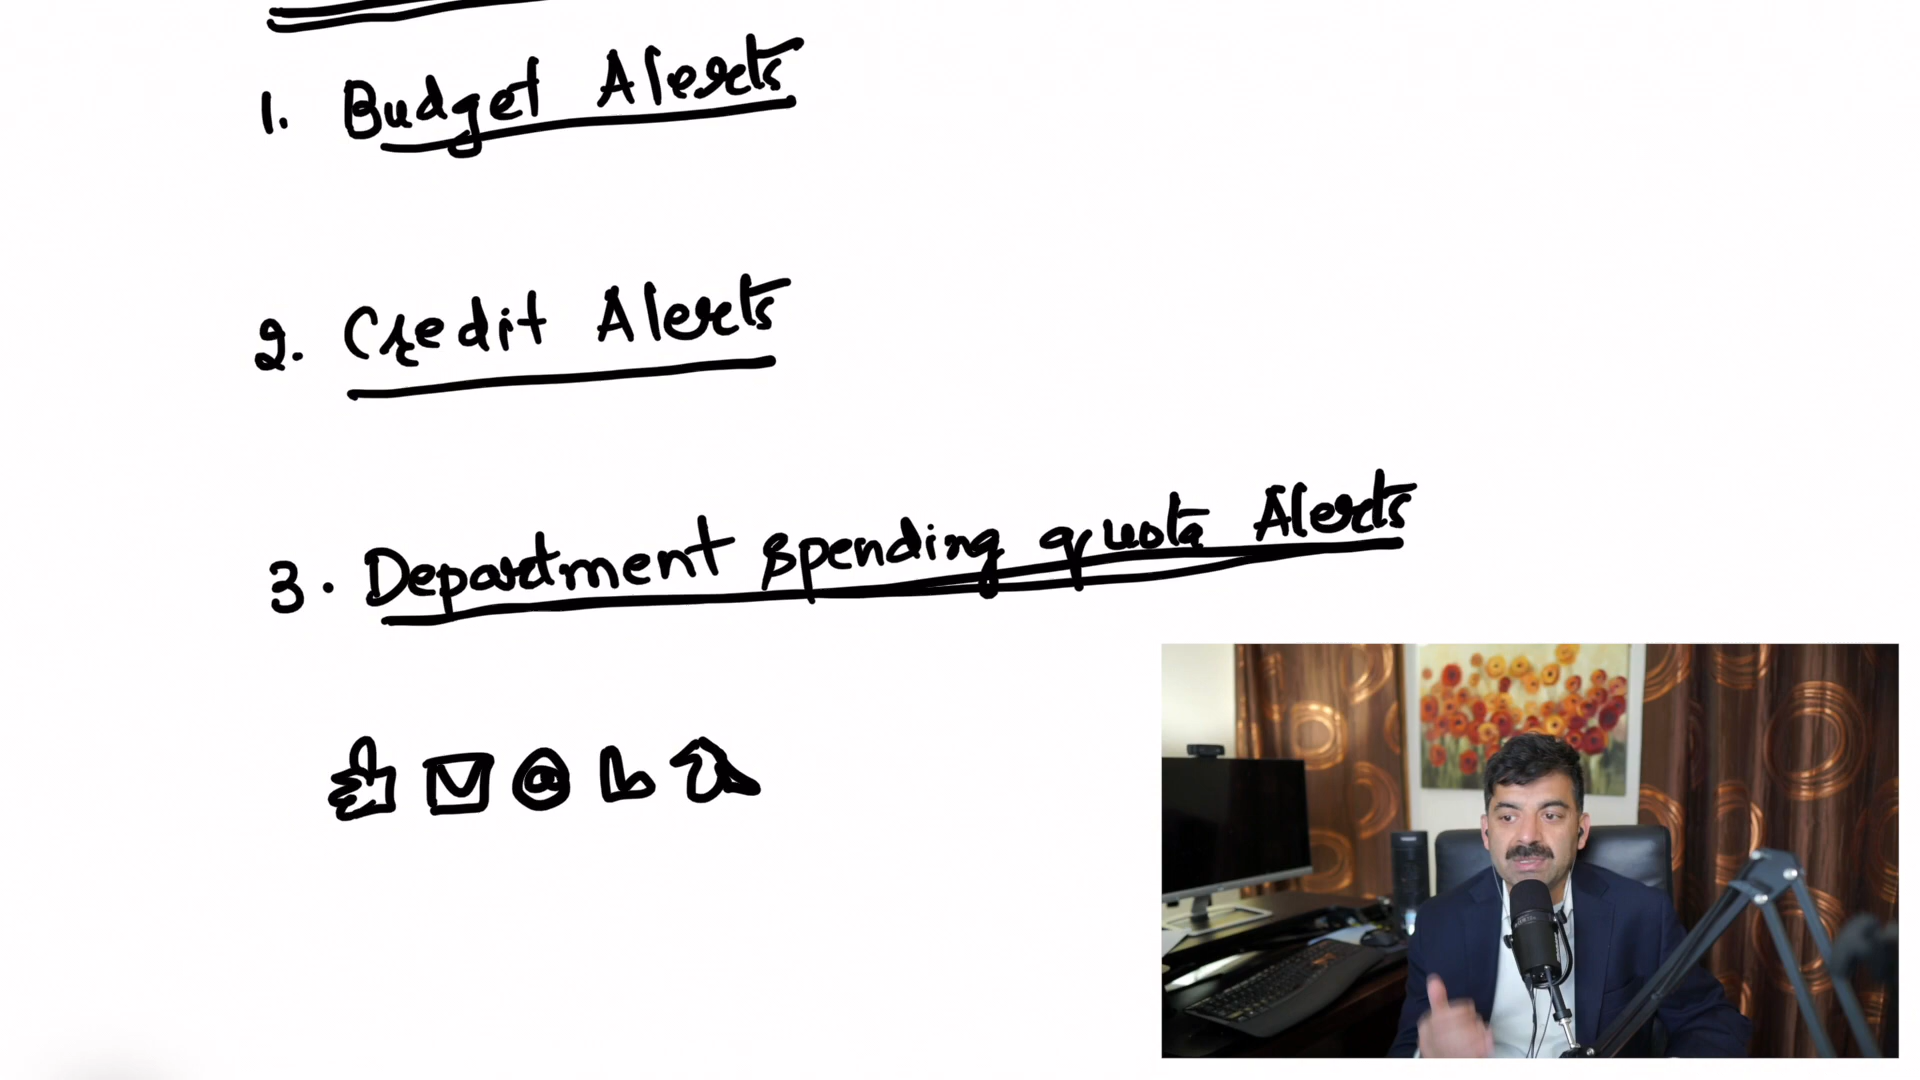 1. Budget Alerts
2. Credit Alerts
3. Department spending quota Alerts
@